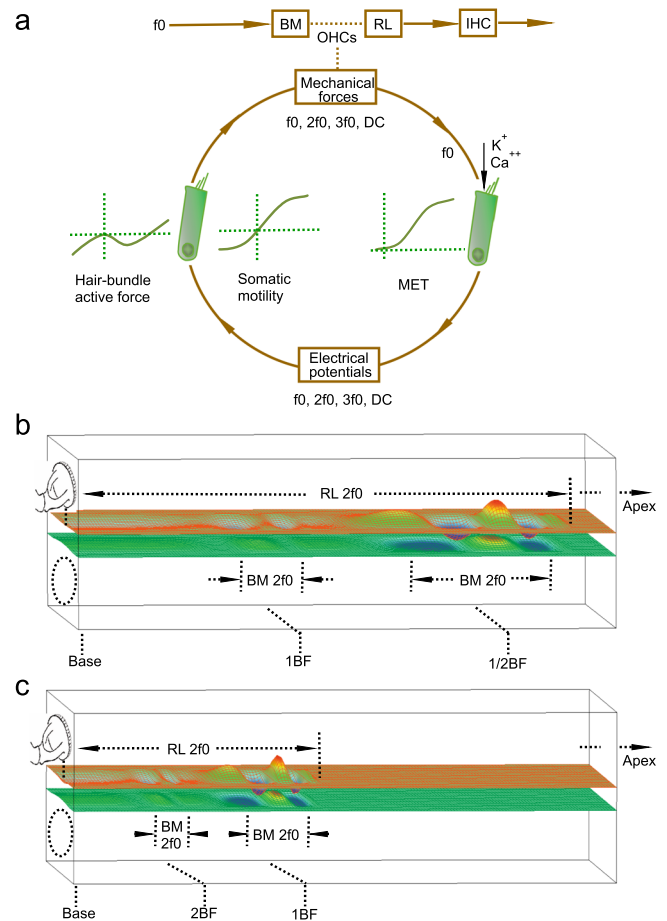 a
f0
BM
RL
IHC
OHCs
Mechanical
forces
f0, 2f0, 3f0, DC
f0
K+
Ca++
Hair-bundle
active force
Somatic
motility
MET
Electrical
potentials
f0, 2f0, 3f0, DC
b
RL 2f0
Apex
BM 2f0
BM 2f0
Base
1BF
1/2BF
c
RL 2f0
Apex
BM
2f0
BM 2f0
Base
2BF
1BF